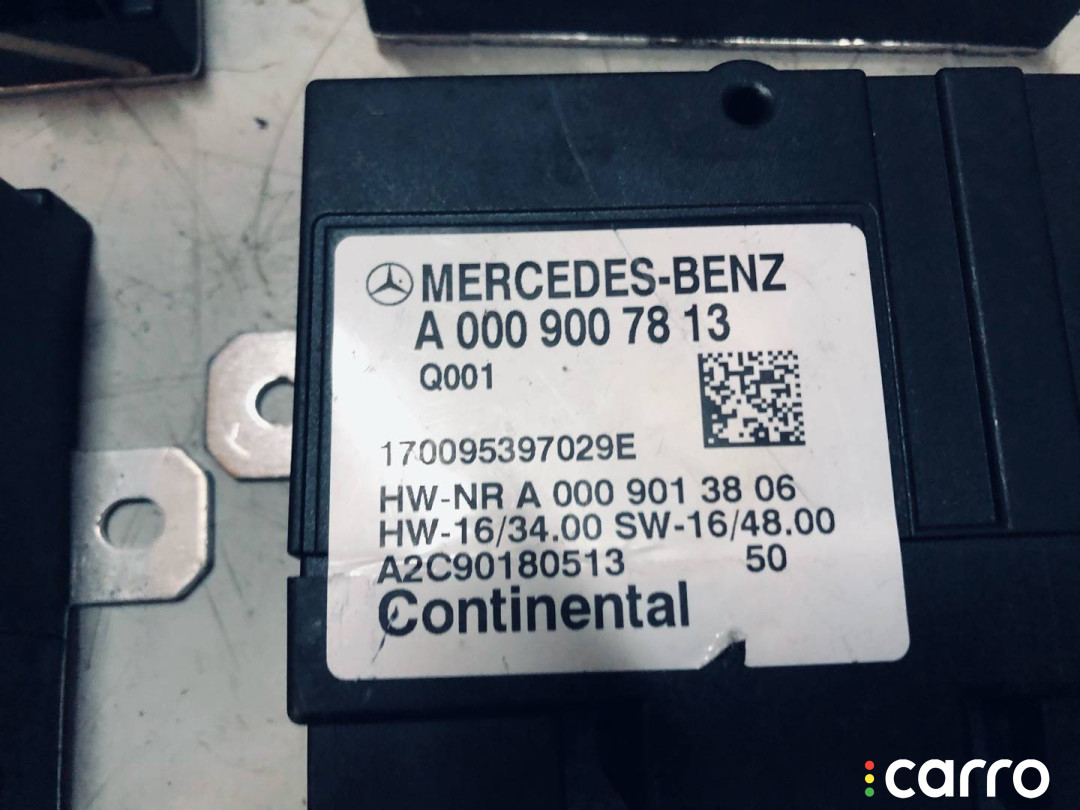 MERCEDES-BENZ
A 000 900 78 13
Q001
170095397029E
HW-NR A 000 901 38 06
HW-16/34.00 SW-16/48.00
A2C90180513 50
Continental
carro